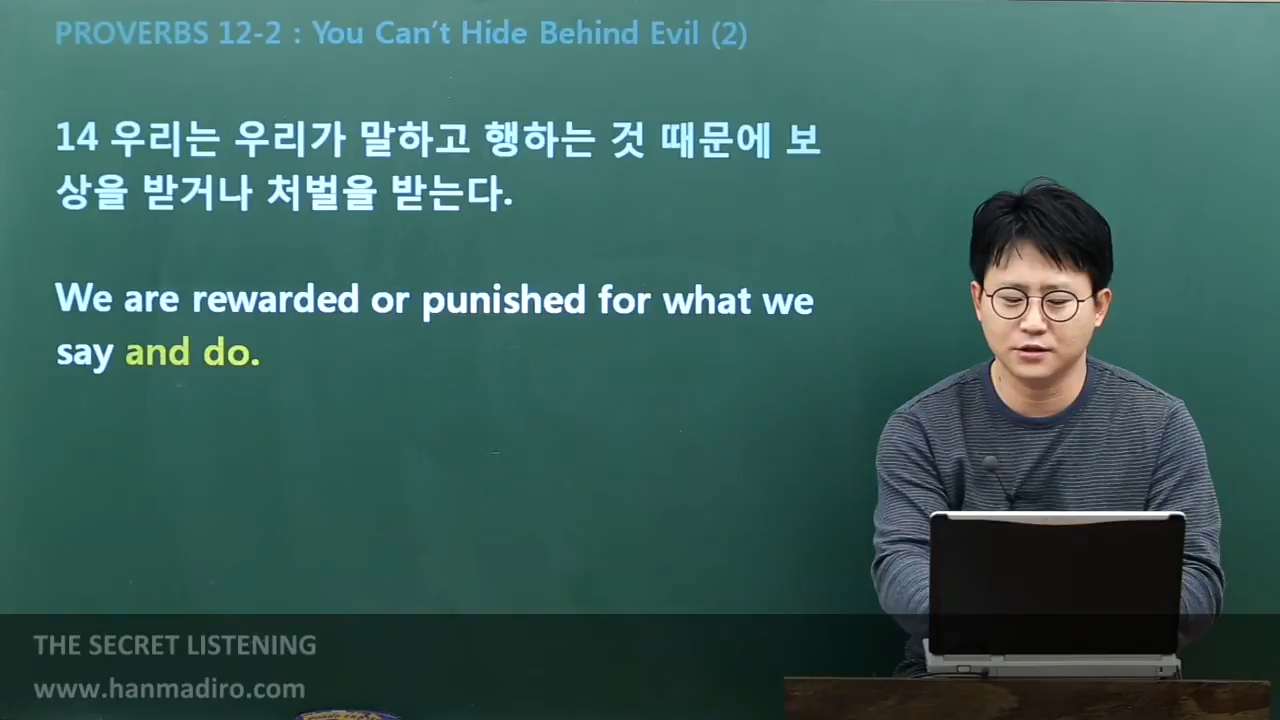 PROVERBS 12-2 : You Can't Hide Behind Evil (2)
14 우리는 우리가 말하고 행하는 것 때문에 보
상을 받거나 처벌을 받는다.
We are rewarded or punished for what we
say and do.
THE SECRET LISTENING
www.hanmadiro.com